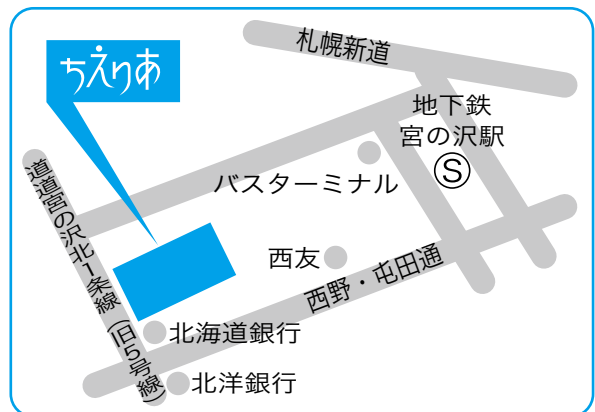 札幌新道
ちえりあ
地下鉄
宮の沢駅
Ⓢ
バスターミナル
道道宮の沢北1条線（旧5号線）
西友
西野・屯田通
北海道銀行
北洋銀行